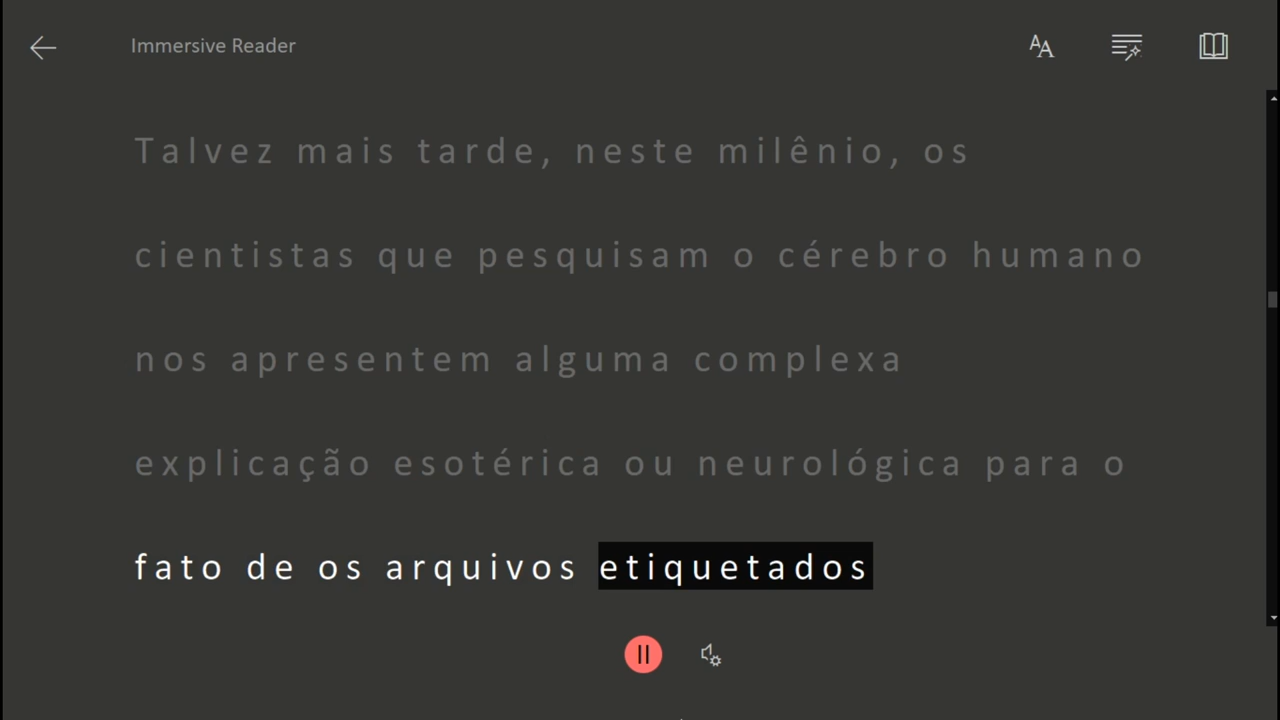 Immersive Reader
Talvez mais tarde, neste milênio, os
cientistas que pesquisam o cérebro humano
nos apresentem alguma complexa
explicação esotérica ou neurológica para o
fato de os arquivos etiquetados